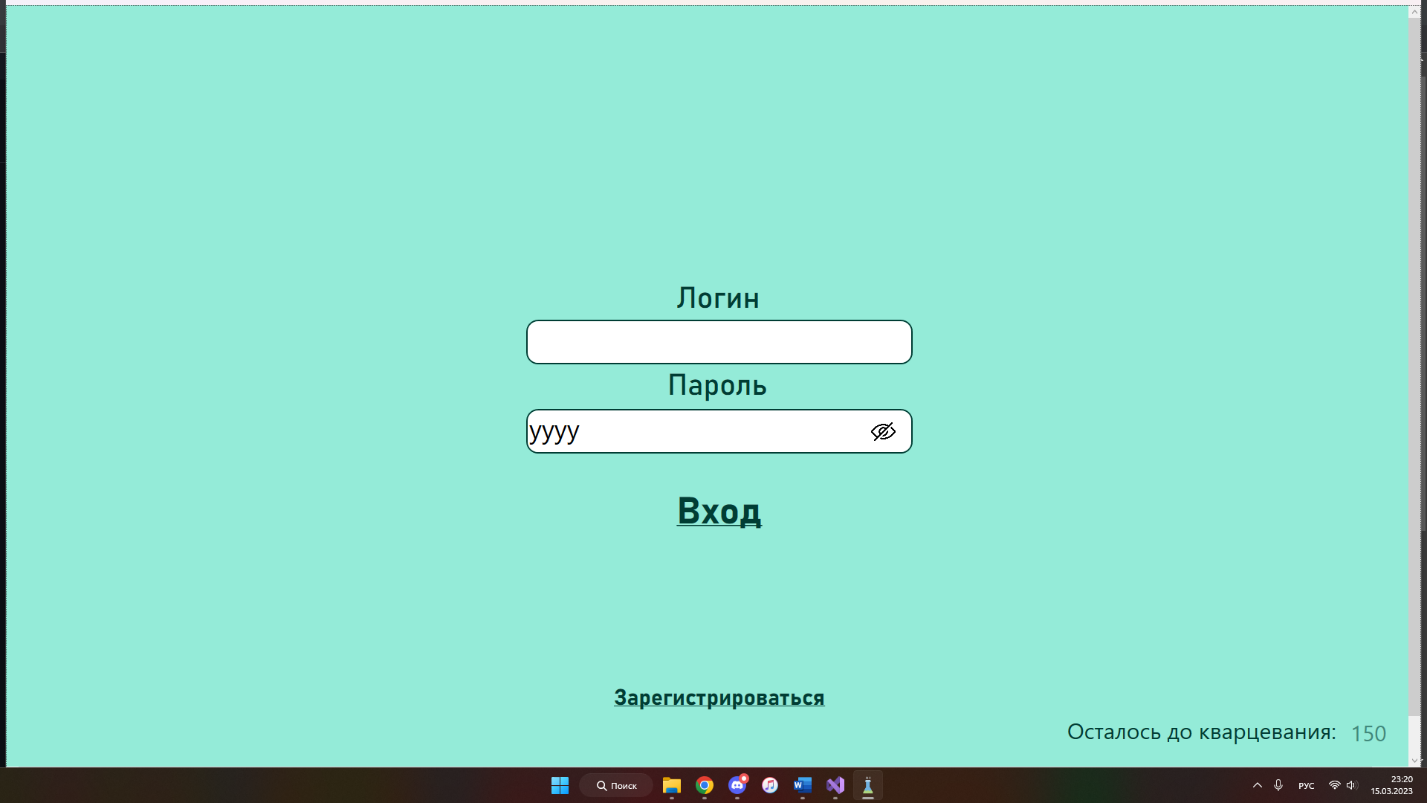 Логин
Пароль
уууу
Вход
Зарегистрироваться
Осталось до кварцевания: 150
Поиск
РУС
23:20
15.03.2023